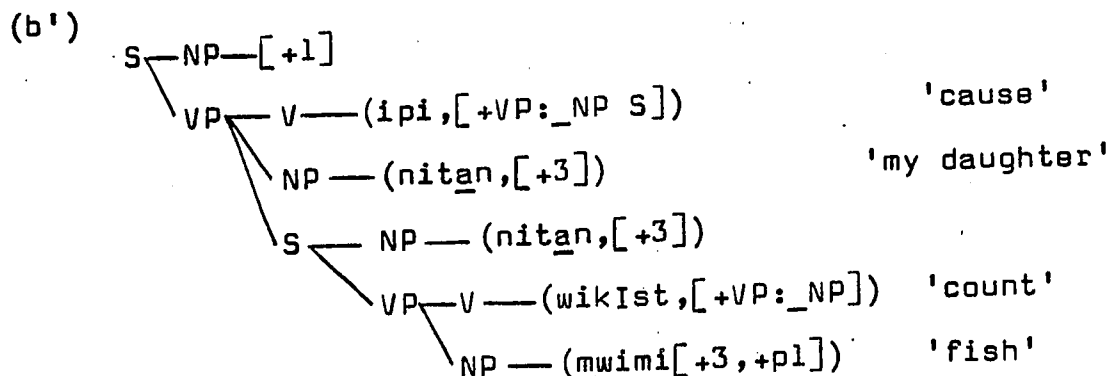 (b')
S NP [+1]
VP V (ipi,[+VP:_NP S]) 'cause'
NP (nitan,[+3]) 'my daughter'
S NP (nitan,[+3])
VP V (wikIst,[+VP:_NP]) 'count'
NP (mwimi[+3,+pl]) 'fish'